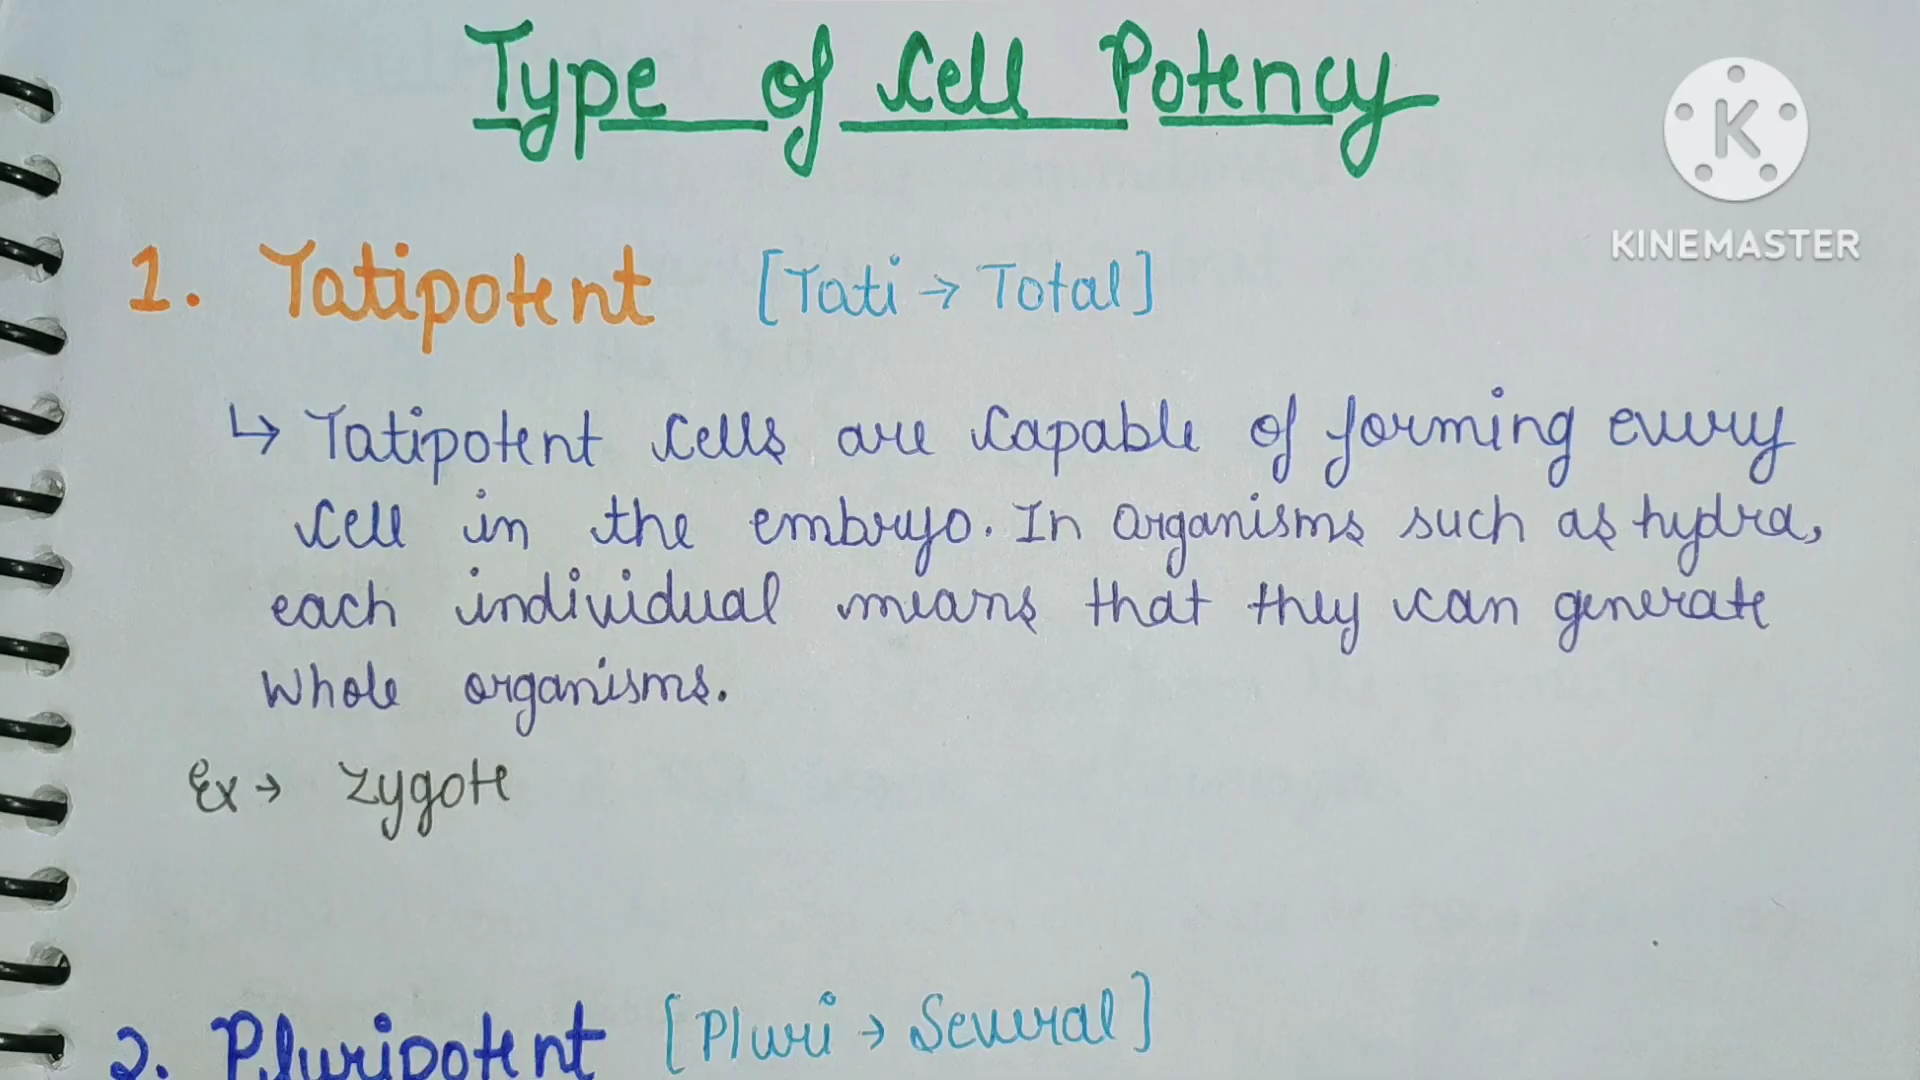 Type of Cell Potency
K
KINEMASTER
1. Tatipotent [Tati → Total]
↳ Tatipotent cells are capable of forming every
cell in the embryo. In organisms such as hydra,
each individual means that they can generate
whole organisms.
Ex → Zygote
2. Pluripotent [Pluri → Several]